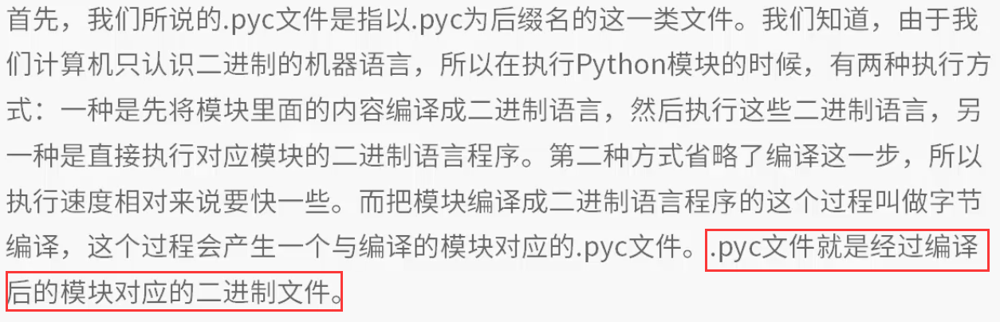 首先，我们所说的.pyc文件是指以.pyc为后缀名的这一类文件。我们知道，由于我
们计算机只认识二进制的机器语言，所以在执行Python模块的时候，有两种执行方
式：一种是先将模块里面的内容编译成二进制语言，然后执行这些二进制语言，另
一种是直接执行对应模块的二进制语言程序。第二种方式省略了编译这一步，所以
执行速度相对来说要快一些。而把模块编译成二进制语言程序的这个过程叫做字节
编译，这个过程会产生一个与编译的模块对应的.pyc文件。.pyc文件就是经过编译
后的模块对应的二进制文件。